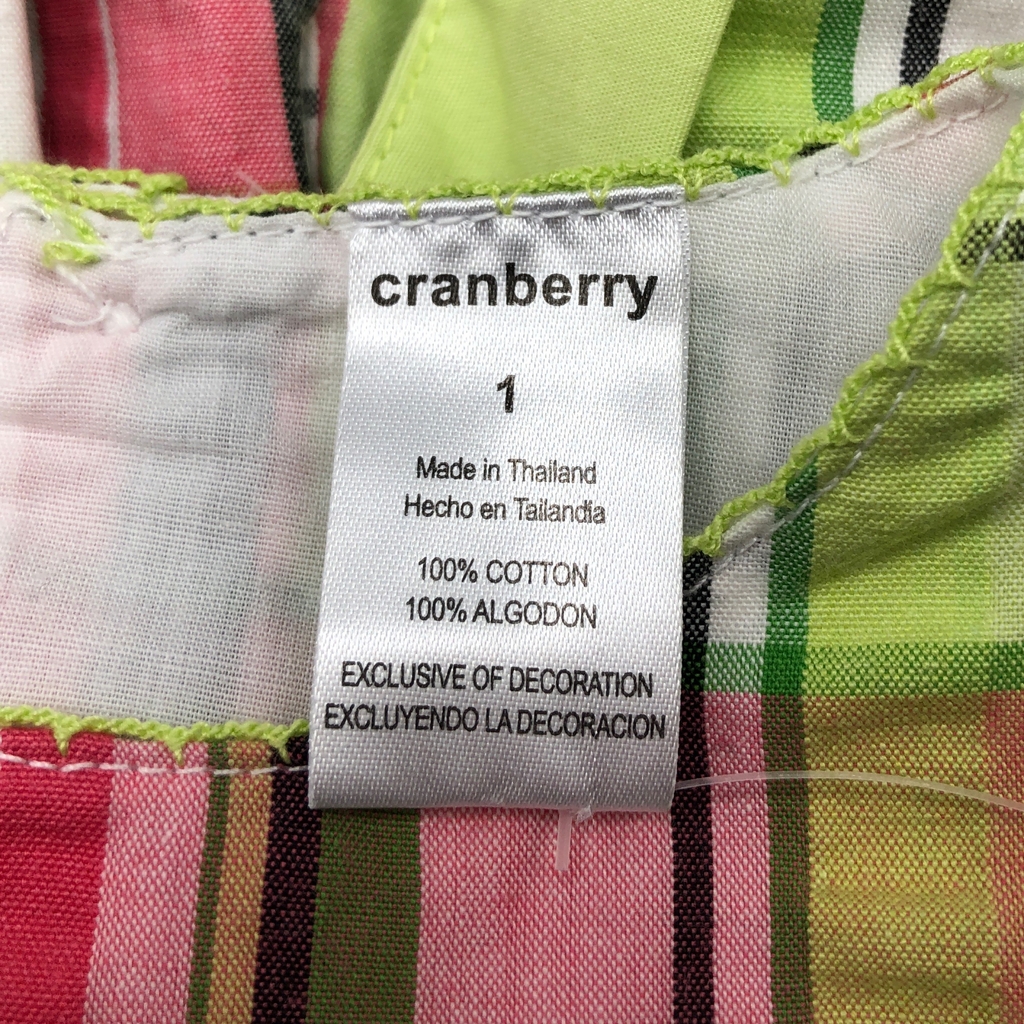 cranberry
1
Made in Thailand
Hecho en Tailandia
100% COTTON
100% ALGODON
EXCLUSIVE OF DECORATION
EXCLUYENDO LA DECORACION